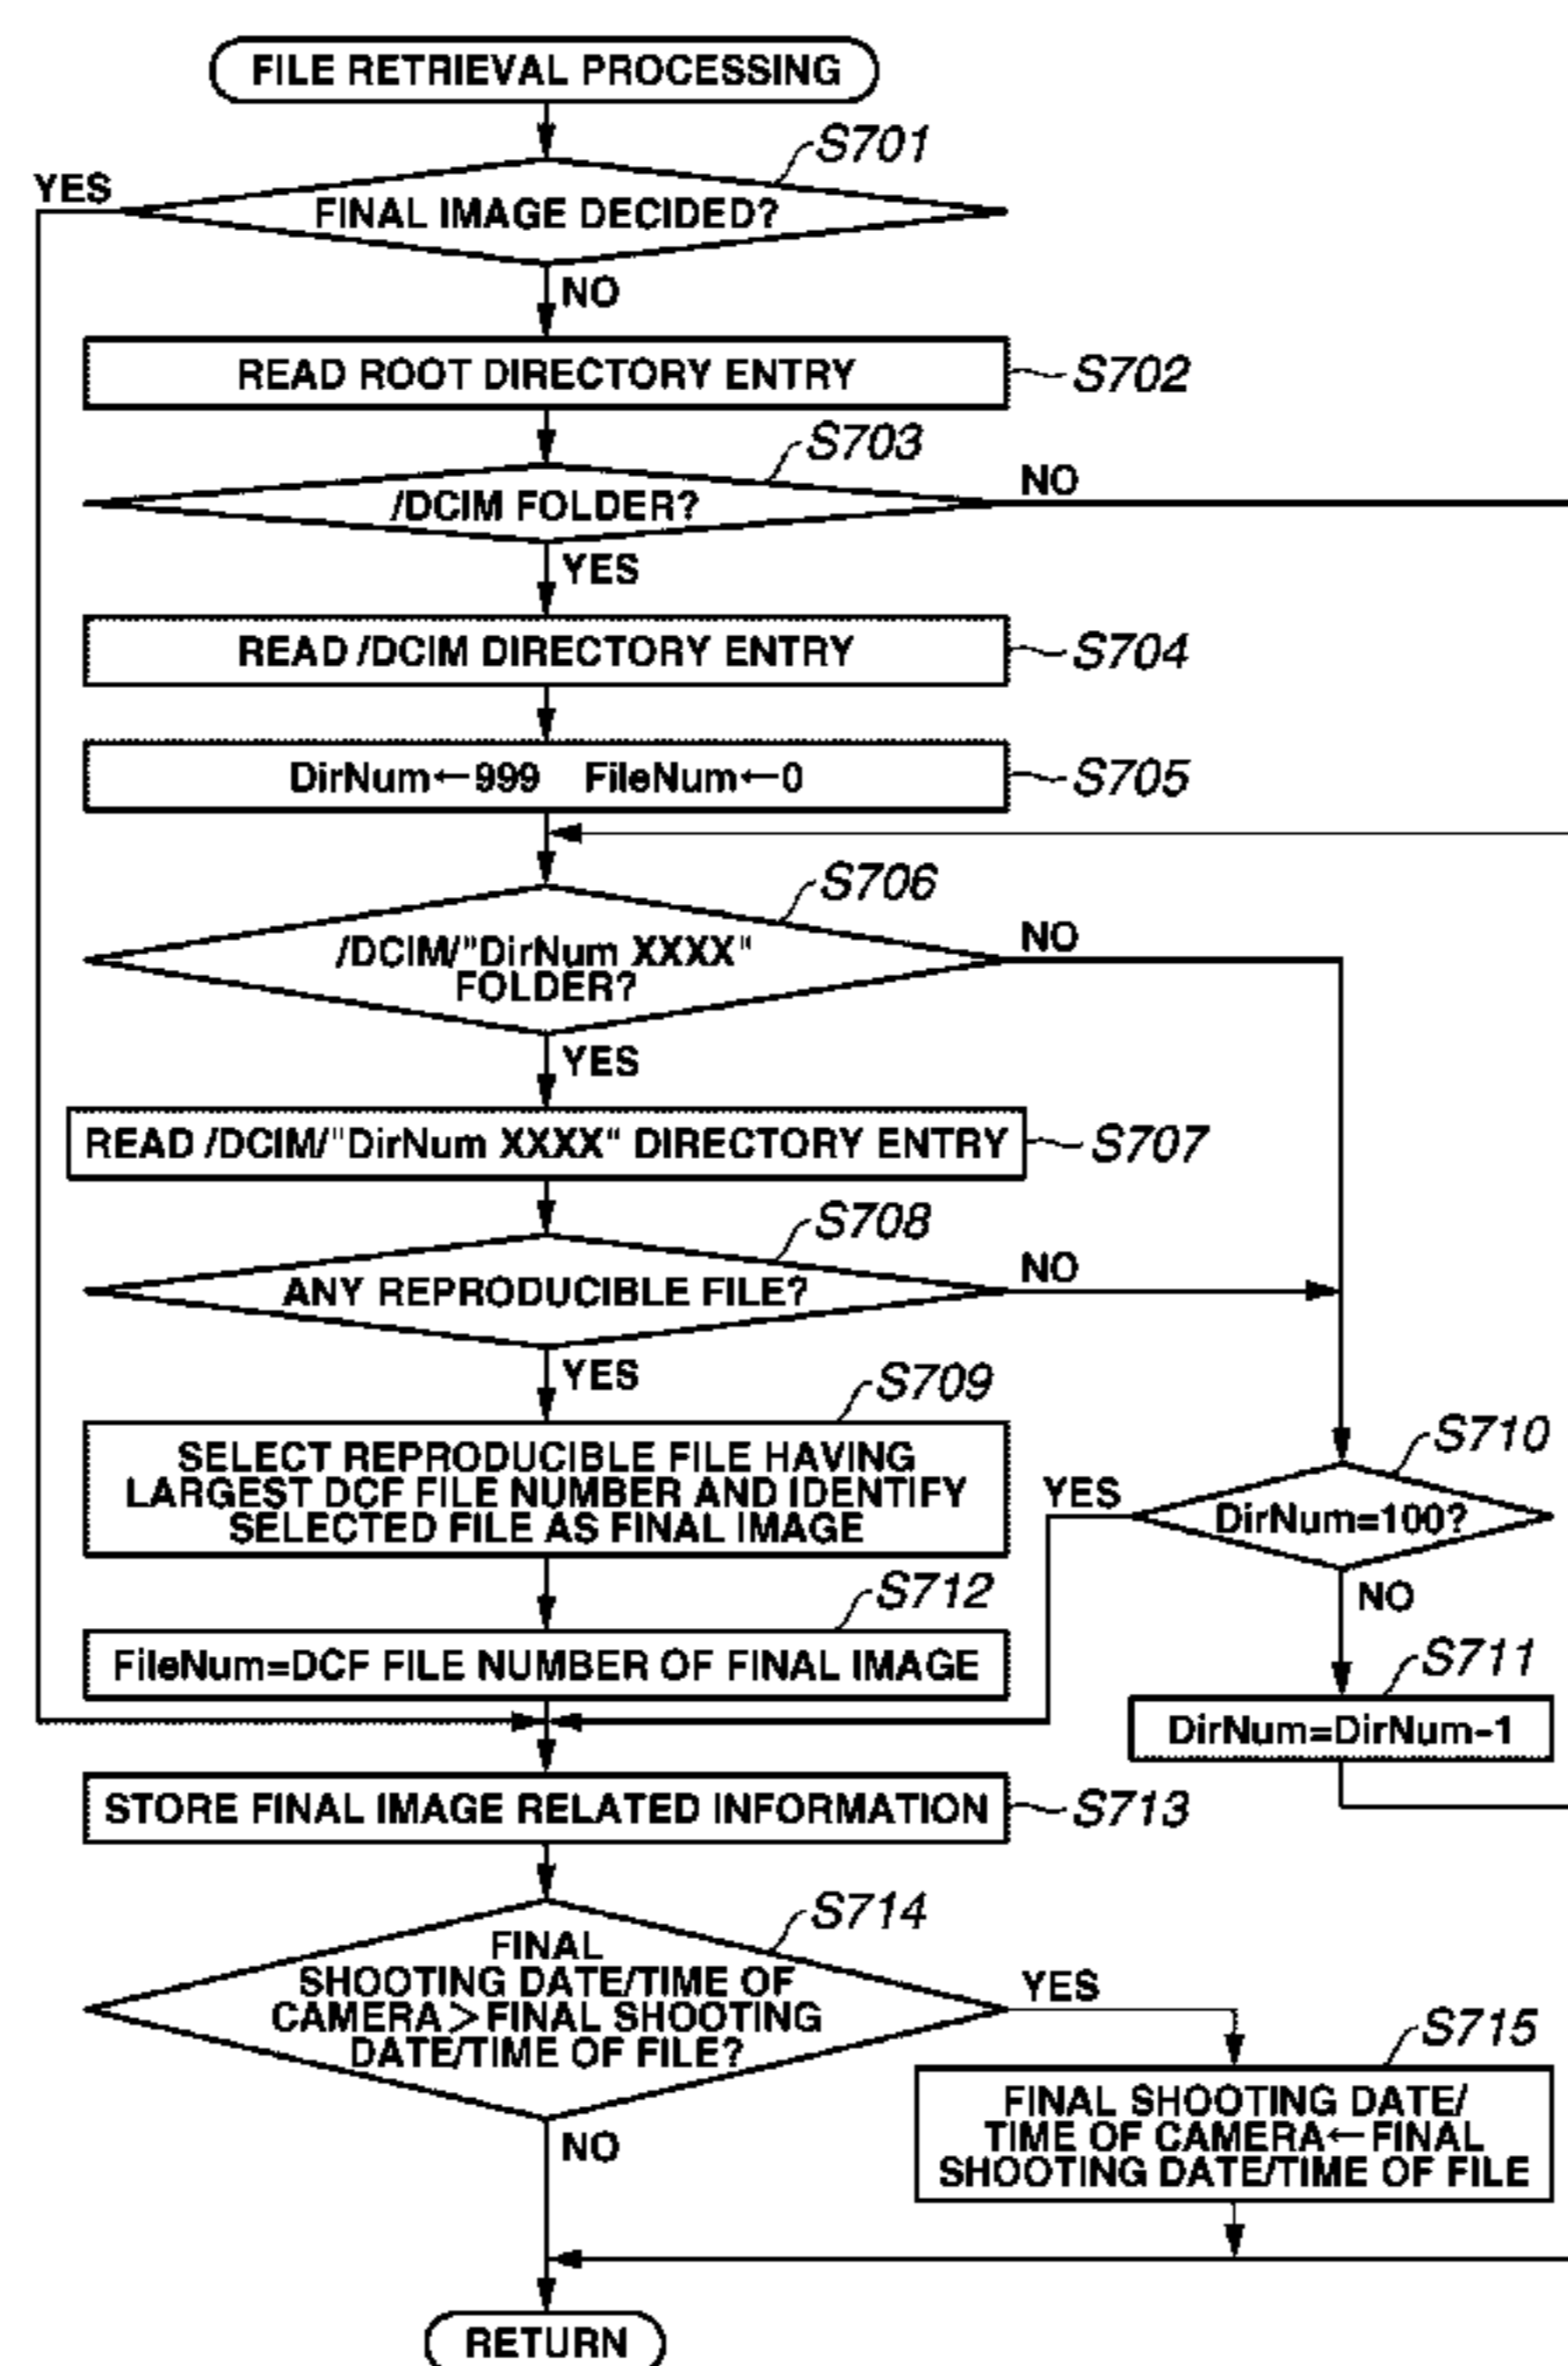 FILE RETRIEVAL PROCESSING
S701
YES
FINAL IMAGE DECIDED?
NO
READ ROOT DIRECTORY ENTRY
S702
S703
NO
/DCIM FOLDER?
YES
READ /DCIM DIRECTORY ENTRY
S704
DirNum←999 FileNum←0
S705
S706
NO
/DCIM/"DirNum XXXX"
FOLDER?
YES
READ /DCIM/"DirNum XXXX" DIRECTORY ENTRY
S707
S708
NO
ANY REPRODUCIBLE FILE?
YES
S709
SELECT REPRODUCIBLE FILE HAVING
LARGEST DCF FILE NUMBER AND IDENTIFY
SELECTED FILE AS FINAL IMAGE
S710
YES
DirNum=100?
NO
S712
FileNum=DCF FILE NUMBER OF FINAL IMAGE
S711
DirNum=DirNum-1
STORE FINAL IMAGE RELATED INFORMATION
S713
S714
FINAL
SHOOTING DATE/TIME OF
CAMERA>FINAL SHOOTING
DATE/TIME OF FILE?
YES
NO
S715
FINAL SHOOTING DATE/
TIME OF CAMERA←FINAL
SHOOTING DATE/TIME OF FILE
RETURN